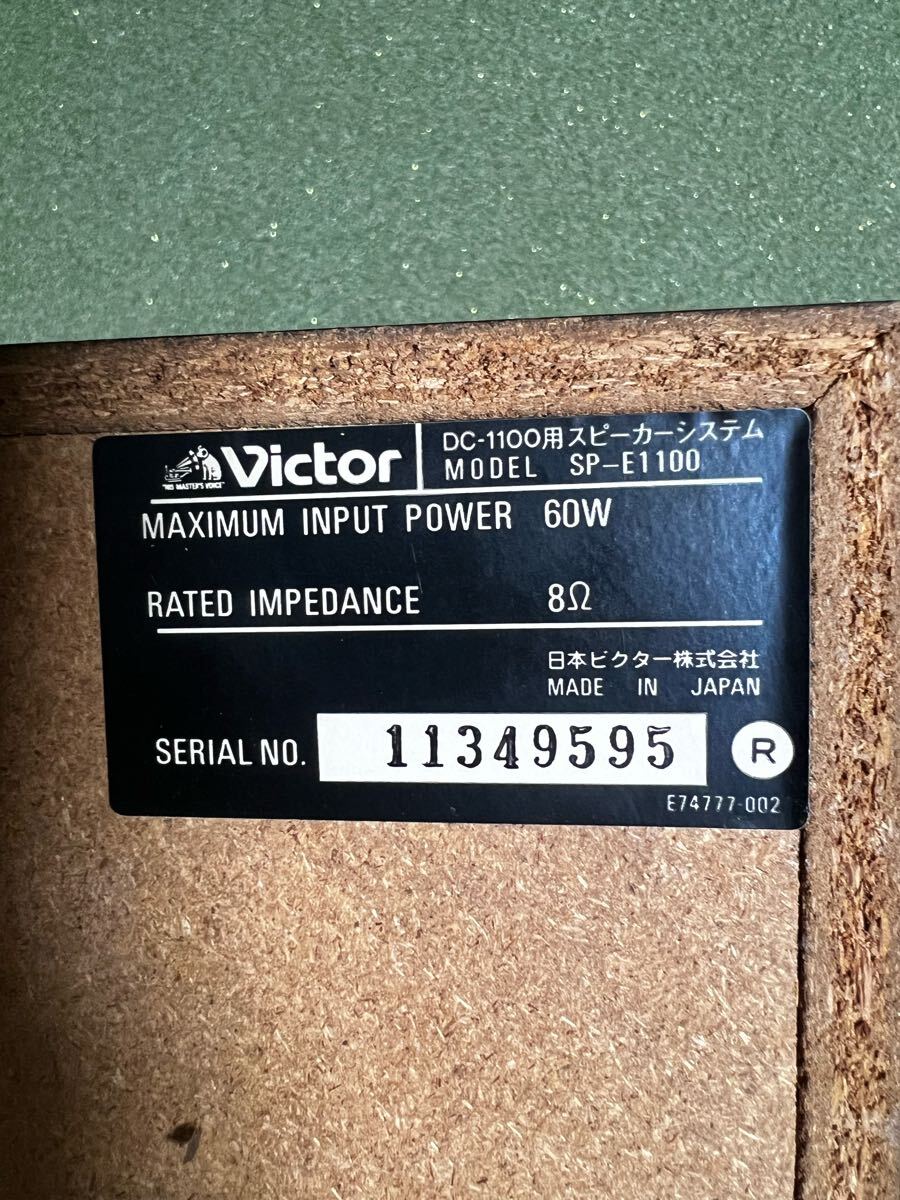 "HIS MASTER'S VOICE"
Victor
DC-1100用スピーカーシステム
MODEL SP-E1100
MAXIMUM INPUT POWER 60W
RATED IMPEDANCE 8Ω
日本ビクター株式会社
MADE IN JAPAN
SERIAL NO. 11349595 R
E74777-002